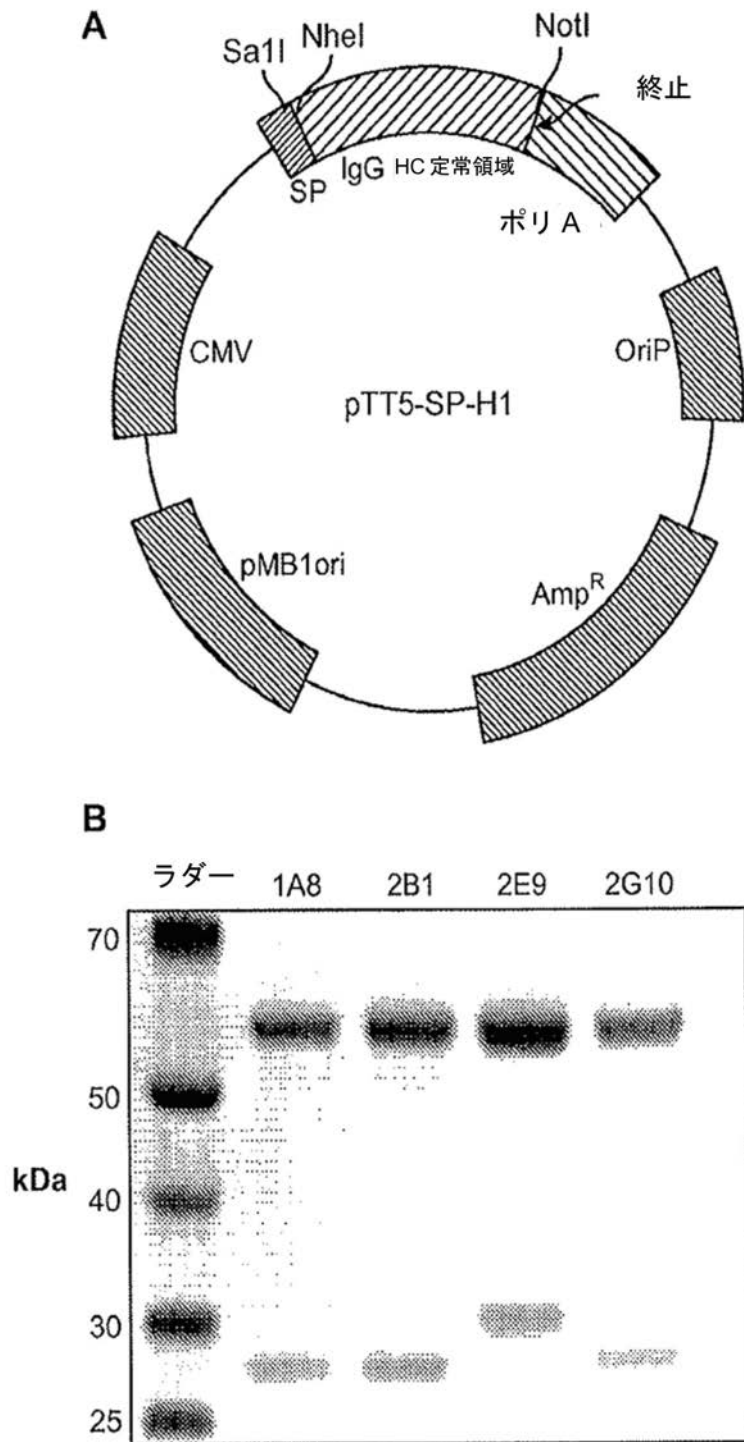 A
Sa1I
NheI
NotI
終止
SP
IgG HC 定常領域
ポリ A
CMV
OriP
pTT5-SP-H1
pMB1ori
Amp^R
B
ラダー 1A8 2B1 2E9 2G10
70
50
kDa
40
30
25